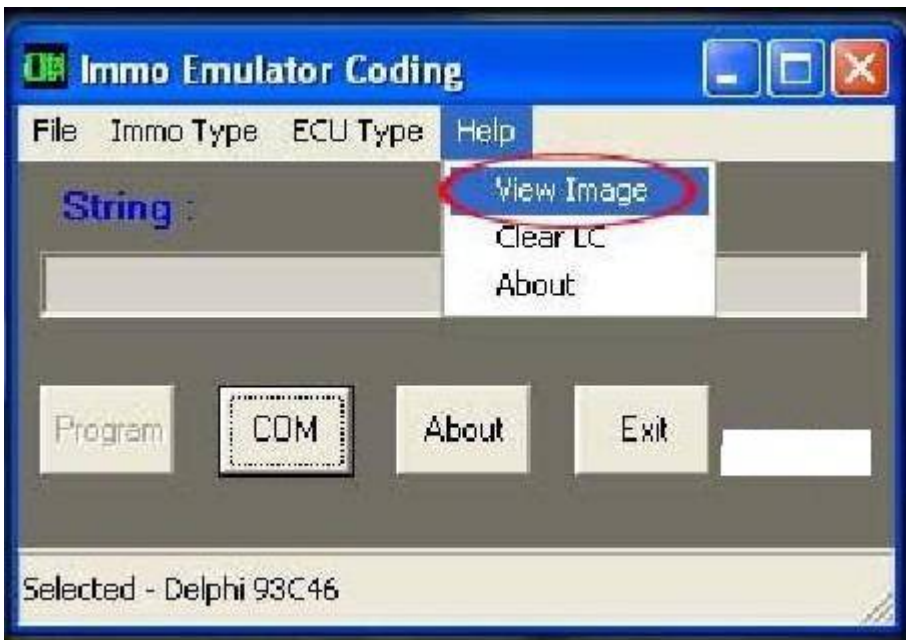 Immo Emulator Coding
File Immo Type ECU Type Help
View Image
Clear LC
About
String :
Program COM About Exit
Selected - Delphi 93C46